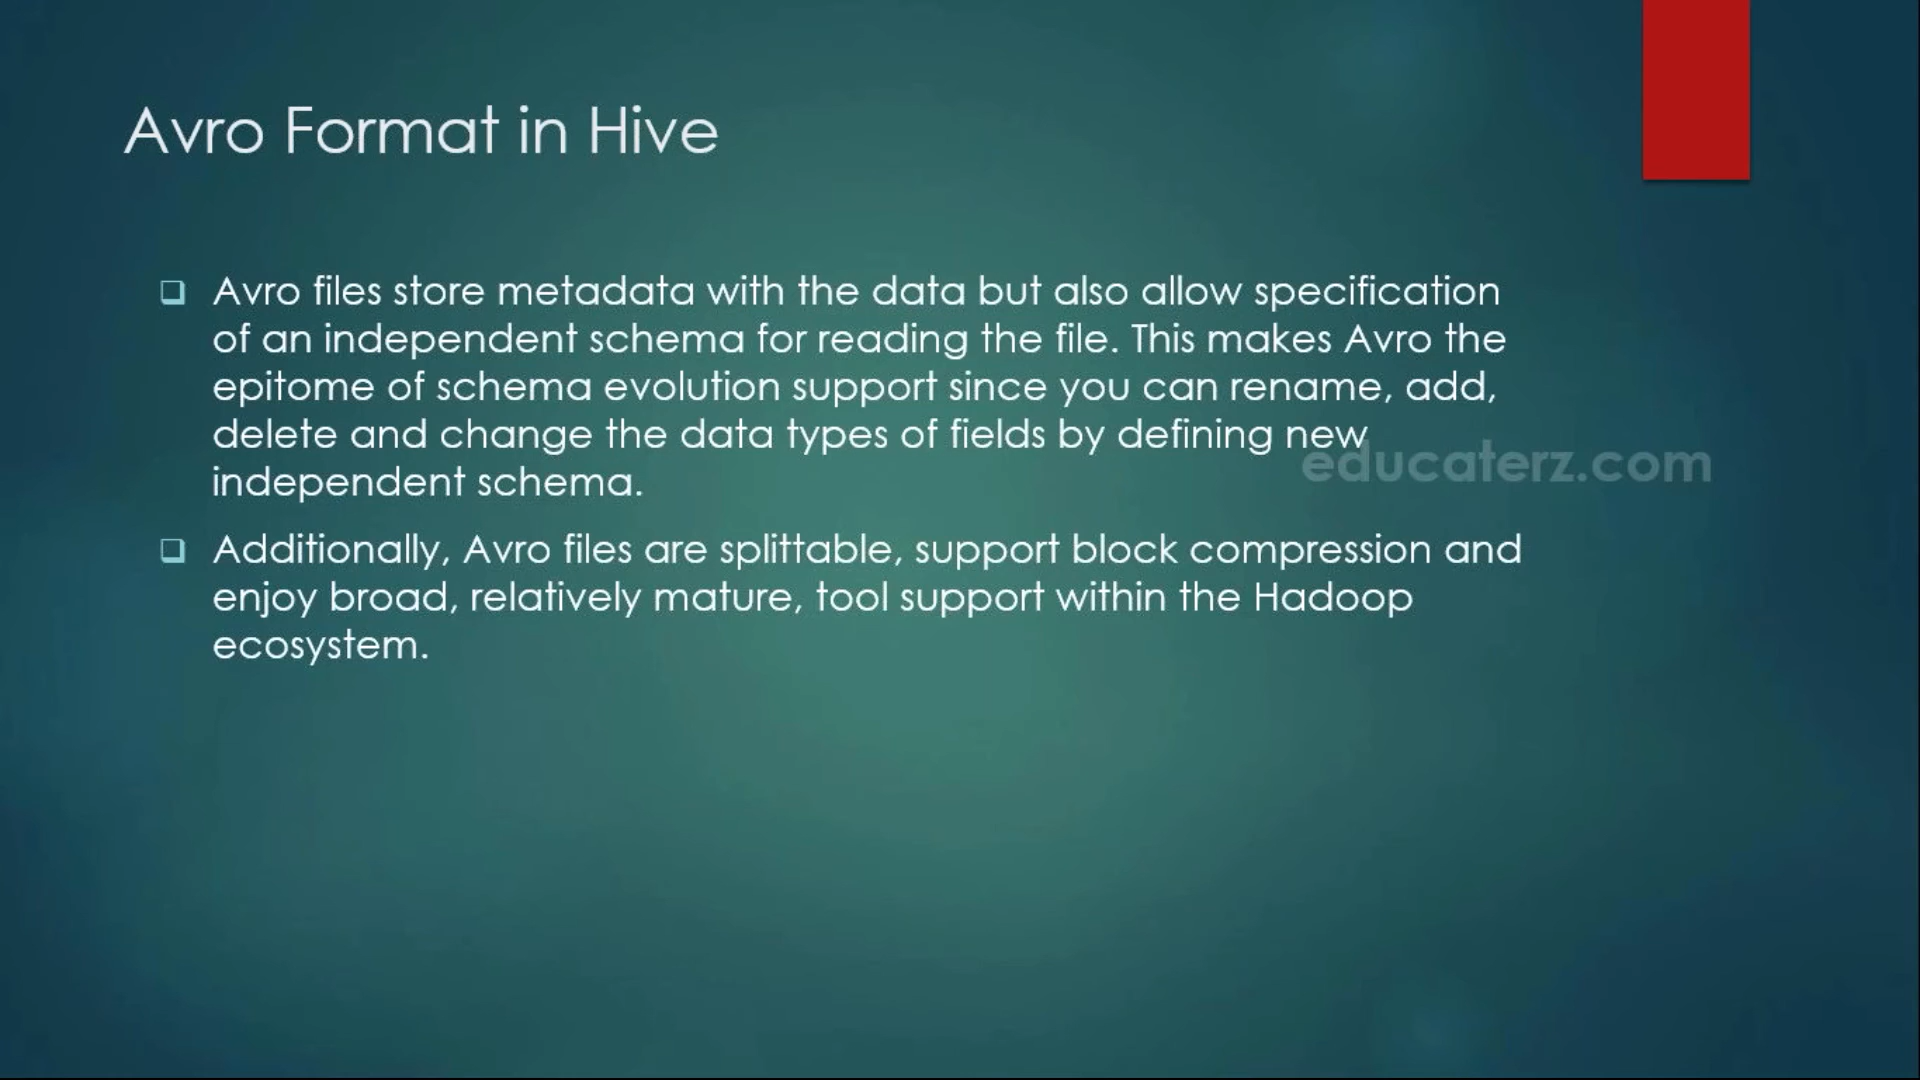 Avro Format in Hive
Avro files store metadata with the data but also allow specification
of an independent schema for reading the file. This makes Avro the
epitome of schema evolution support since you can rename, add,
delete and change the data types of fields by defining new
educaterz.com
independent schema.
Additionally, Avro files are splittable, support block compression and
enjoy broad, relatively mature, tool support within the Hadoop
ecosystem.